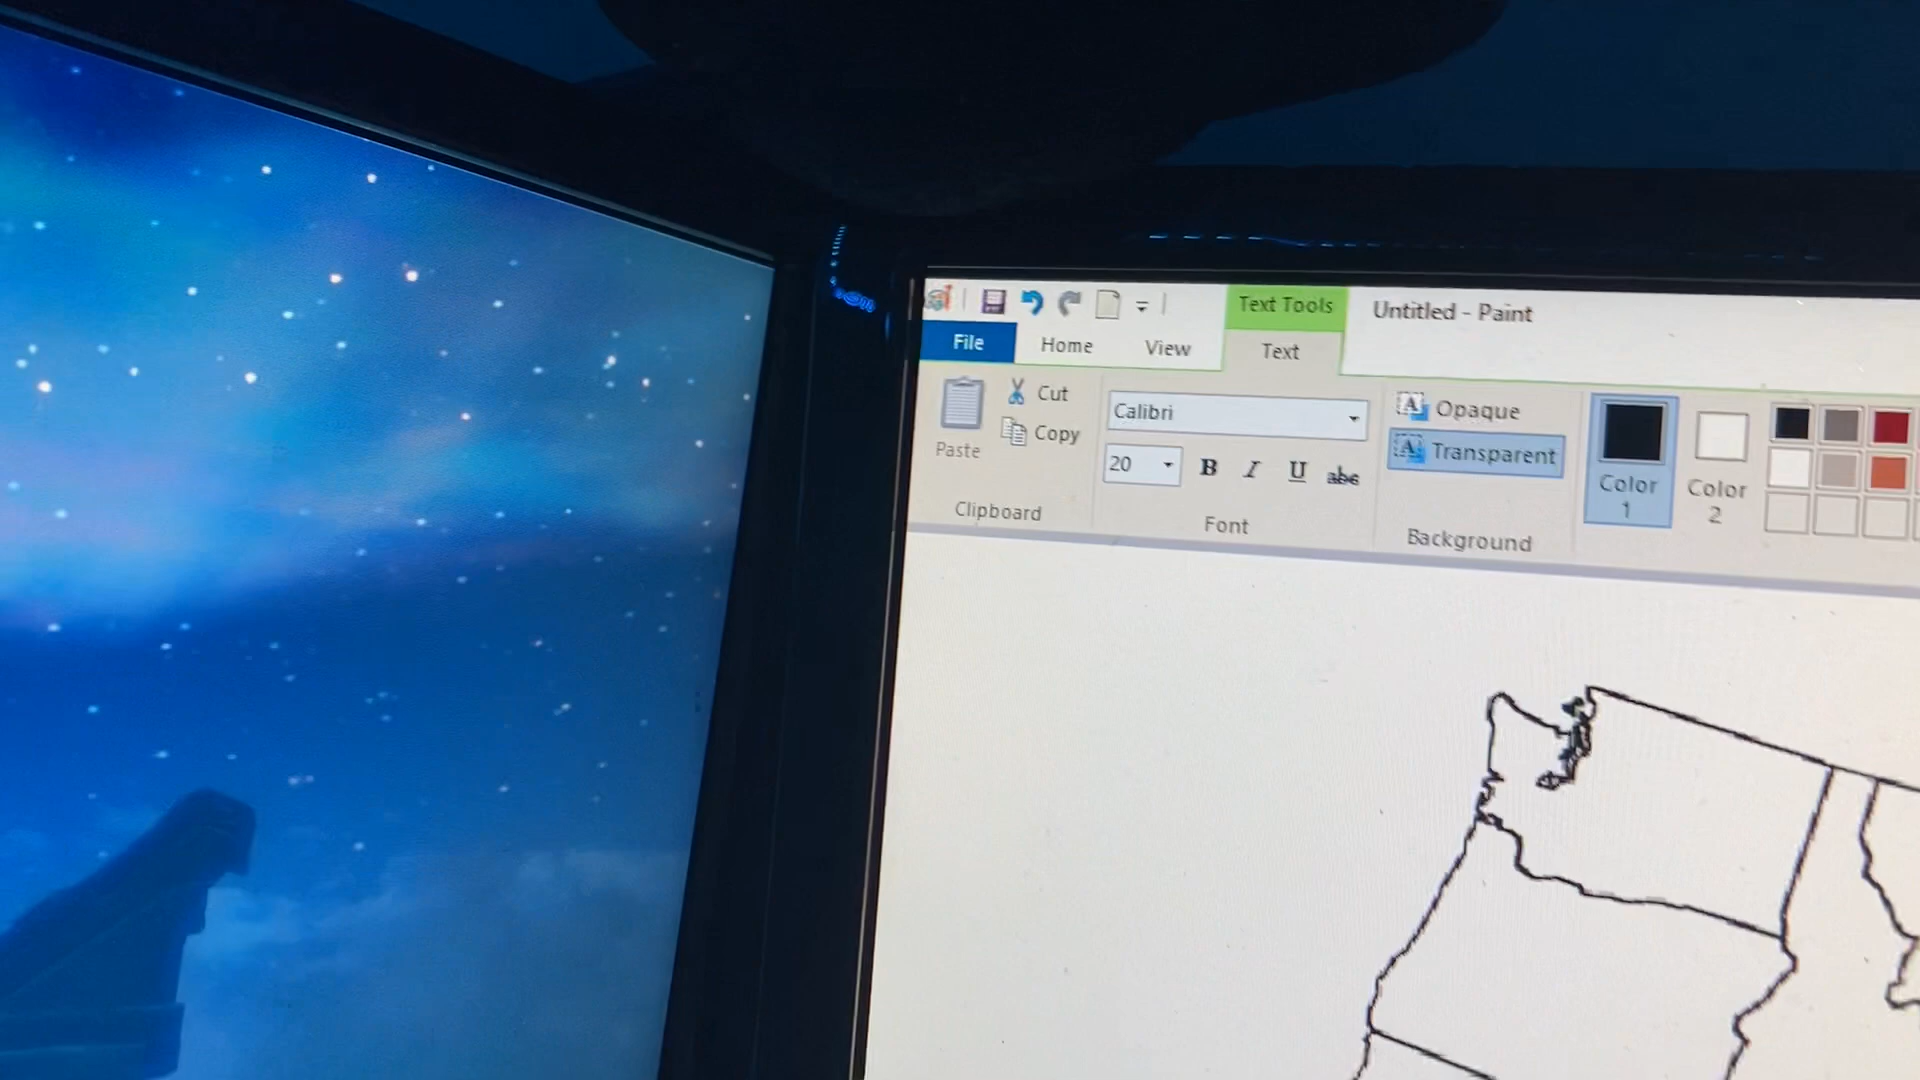 Text Tools
Untitled - Paint
File
Home
View
Text
Paste
Cut
Copy
Clipboard
Calibri
20
B I U abc
Font
Opaque
Transparent
Background
Color
1
Color
2